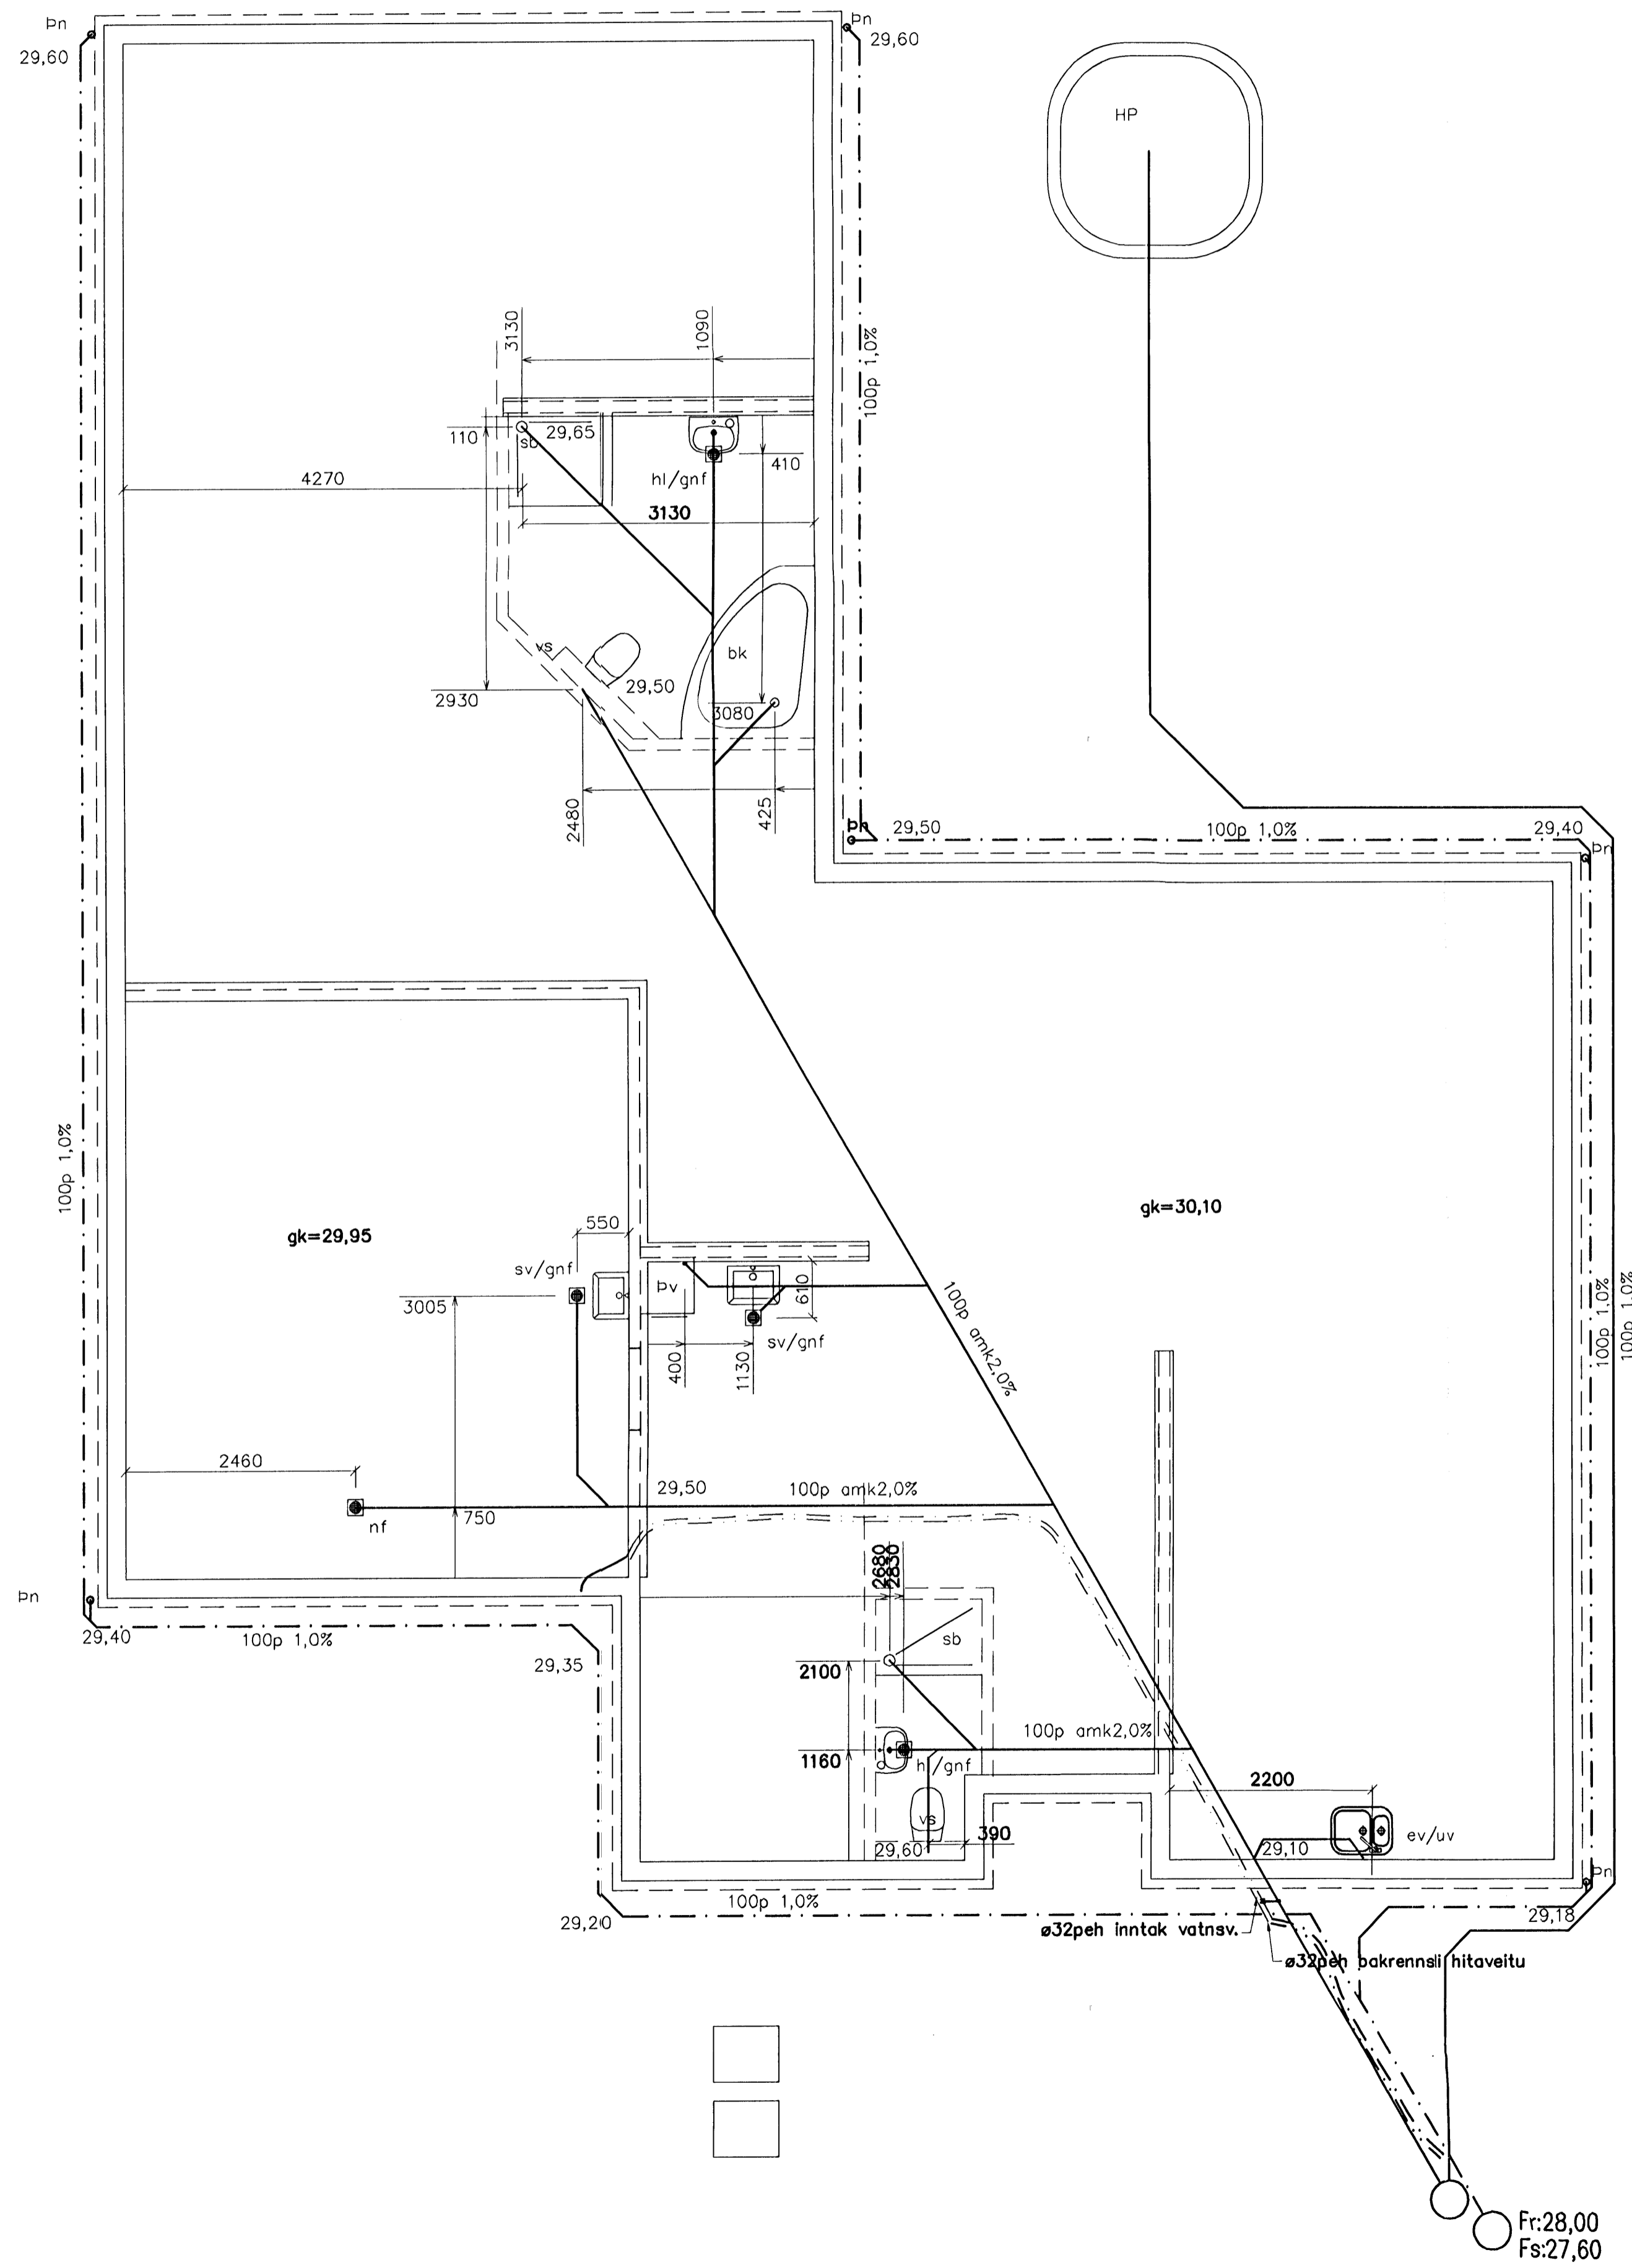 Þn
29,60
Þn
29,60
HP
3130
1090
100p 1,0%
110
sb
29,65
410
hl/gnf
4270
3130
vs
bk
29,50
2930
3080
2480
425
Þn
29,50
100p 1,0%
29,40
Þn
100p 1,0%
gk=29,95
gk=30,10
550
sv/gnf
3005
Þv
610
sv/gnf
400
1130
100p amk2,0%
100p 1,0%
100p 1,0%
2460
nf
750
29,50
100p amk2,0%
2680
2830
Þn
29,40
100p 1,0%
29,35
sb
2100
100p amk2,0%
1160
hl/gnf
2200
vs
390
29,60
29,10
ev/uv
Þn
100p 1,0%
29,20
29,18
ø32peh inntak vatnsv.
ø32peh bakrennsli hitaveitu
Fr:28,00
Fs:27,60